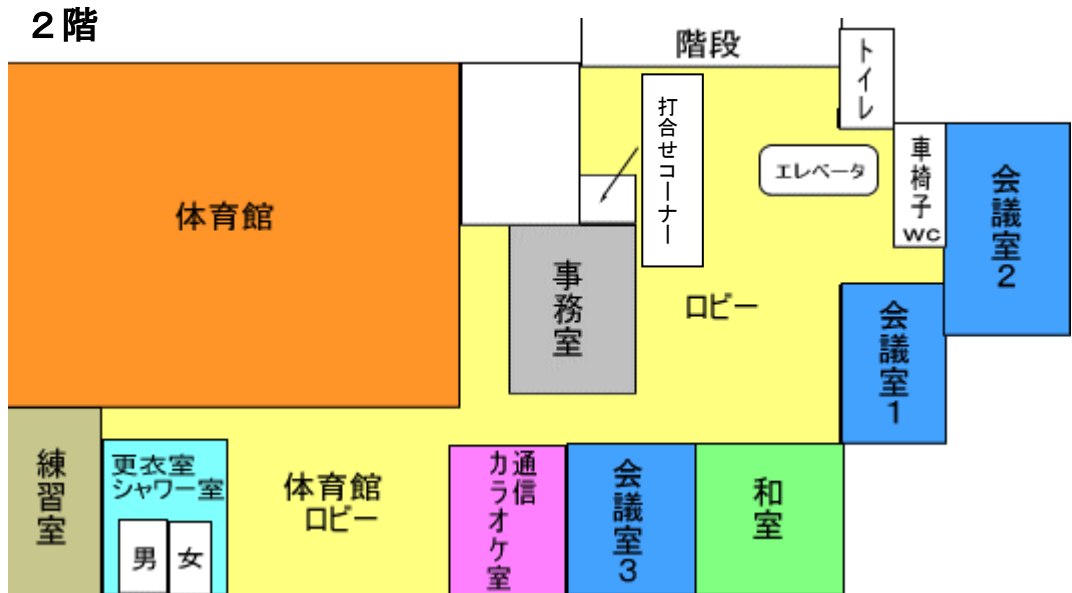 ２階
階段
トイレ
打合せコーナー
エレベータ
車椅子
WC
会議室2
体育館
事務室
ロビー
会議室1
練習室
更衣室
シャワー室
男
女
体育館
ロビー
通信
カラオケ室
会議室3
和室